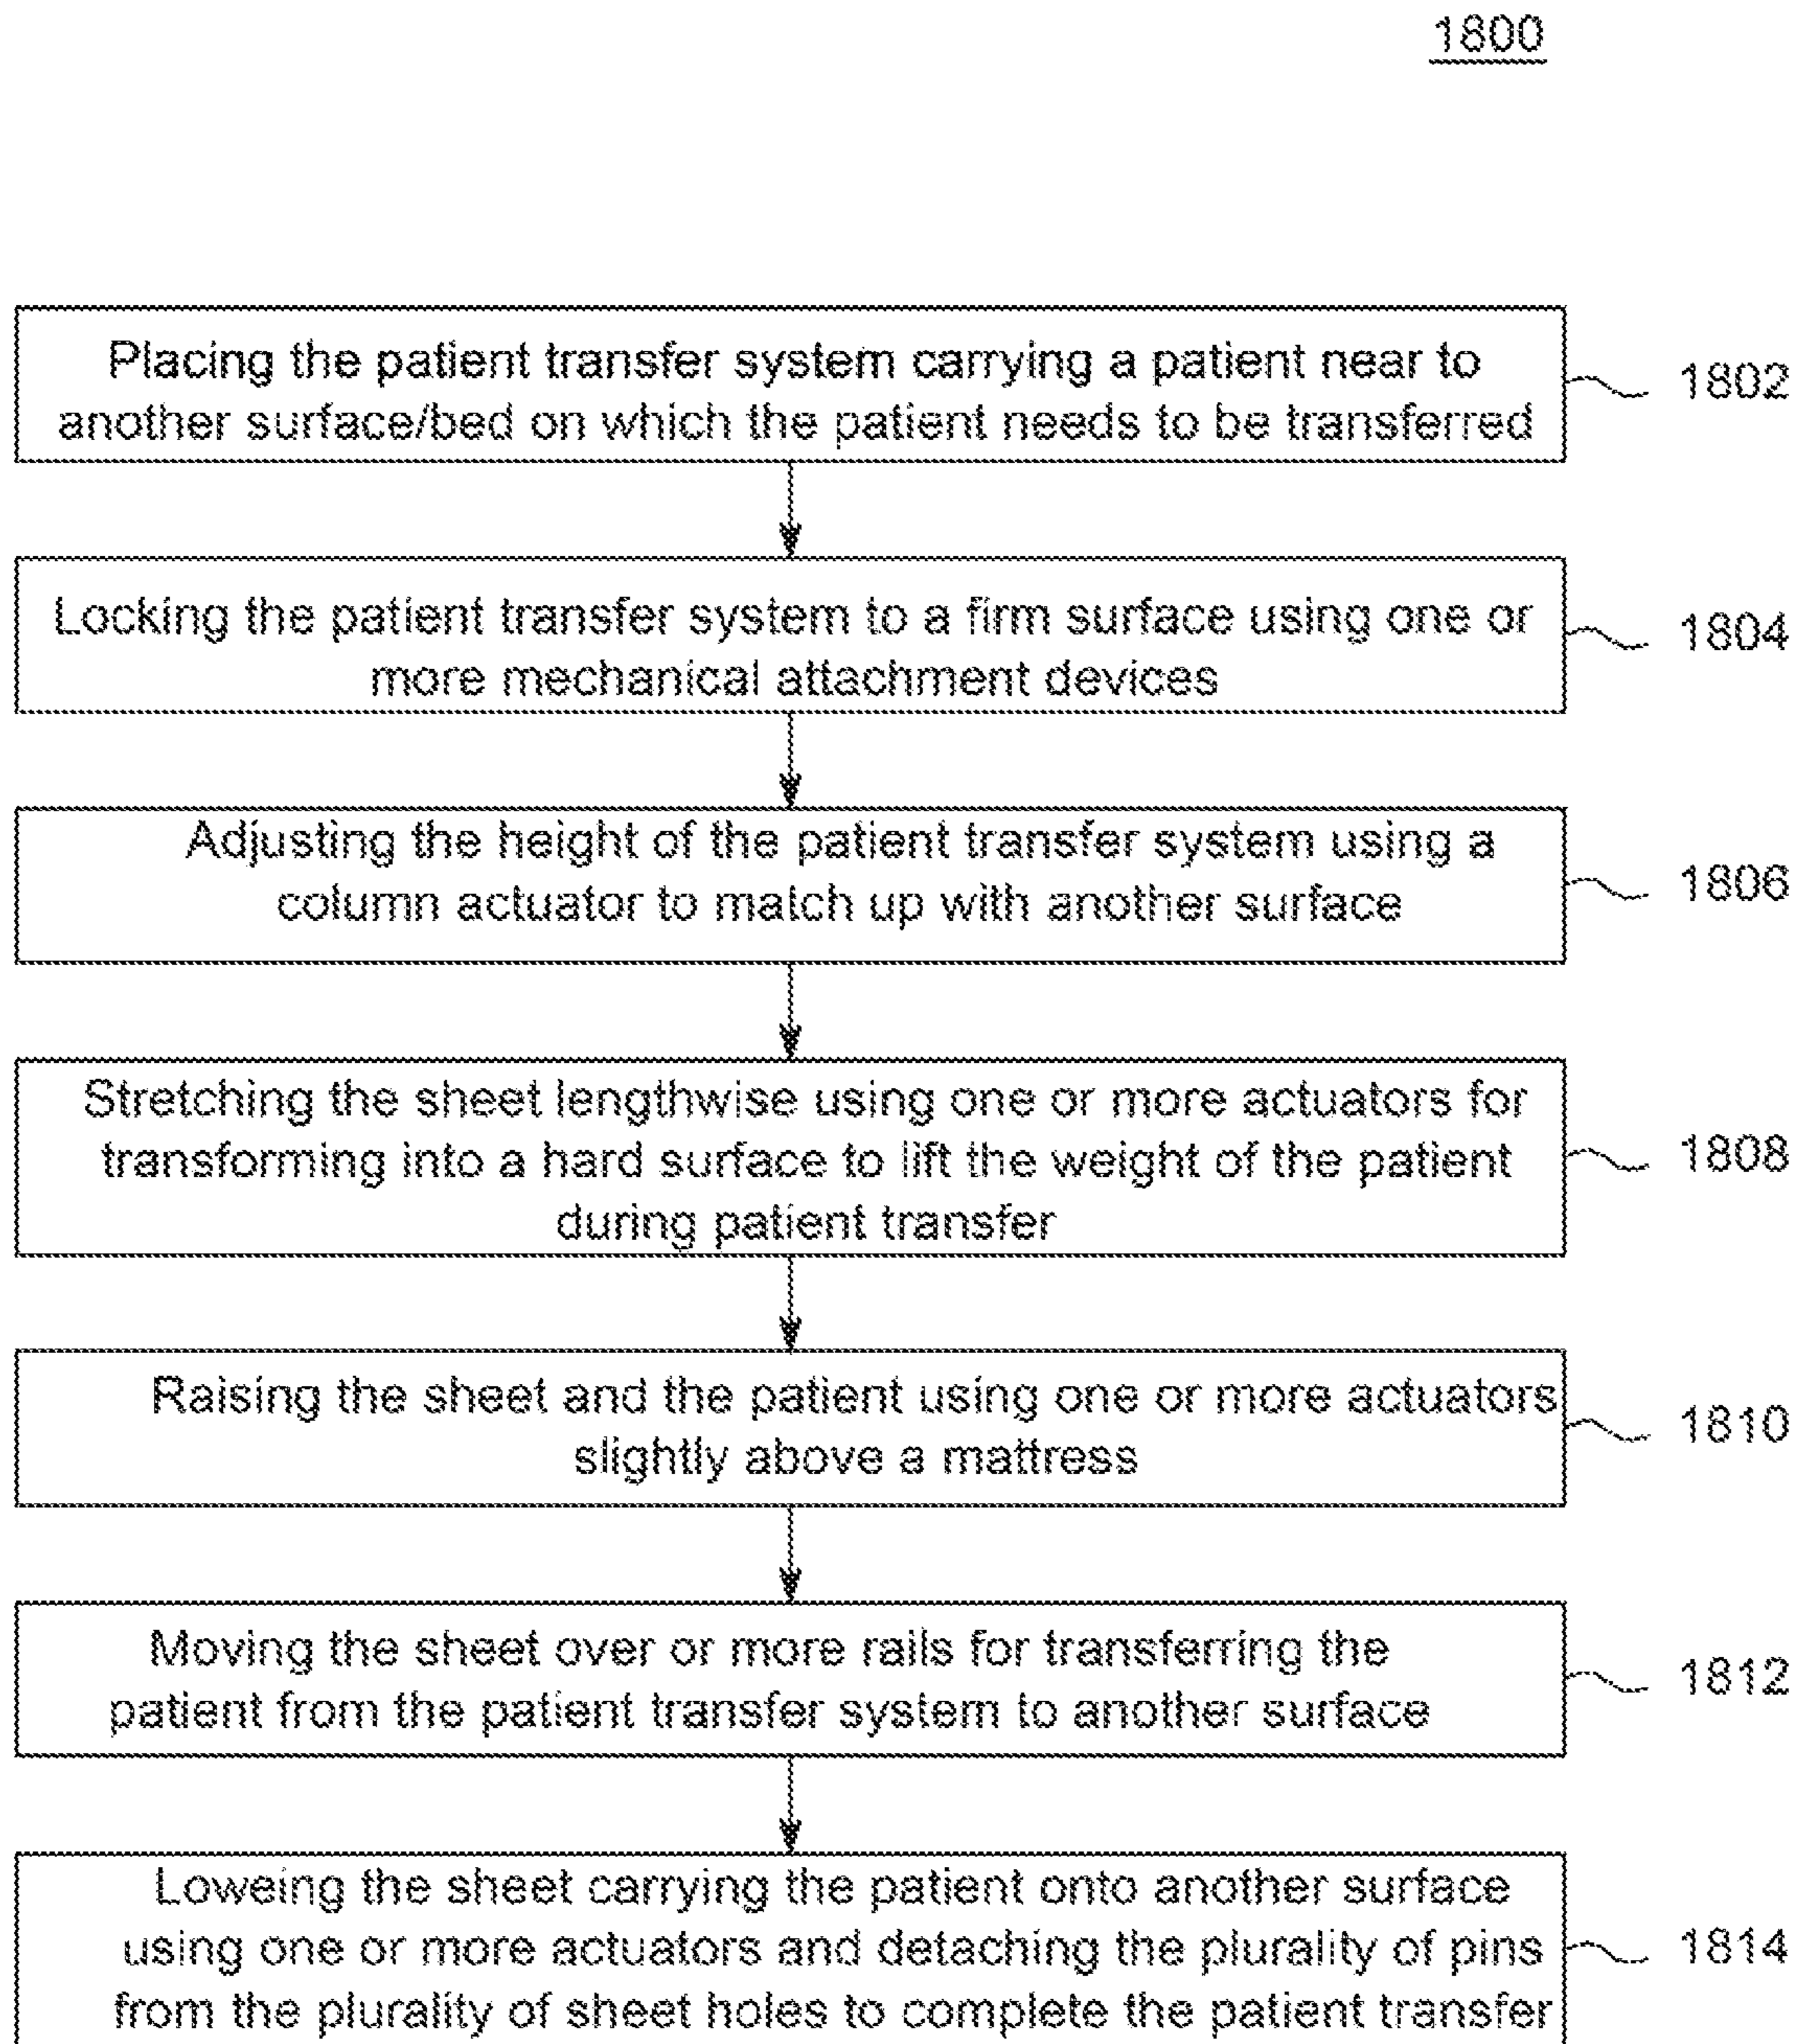 1800
Placing the patient transfer system carrying a patient near to
another surface/bed on which the patient needs to be transferred
1802
Locking the patient transfer system to a firm surface using one or
more mechanical attachment devices
1804
Adjusting the height of the patient transfer system using a
column actuator to match up with another surface
1806
Stretching the sheet lengthwise using one or more actuators for
transforming into a hard surface to lift the weight of the patient
during patient transfer
1808
Raising the sheet and the patient using one or more actuators
slightly above a mattress
1810
Moving the sheet over or more rails for transferring the
patient from the patient transfer system to another surface
1812
Loweing the sheet carrying the patient onto another surface
using one or more actuators and detaching the plurality of pins
from the plurality of sheet holes to complete the patient transfer
1814